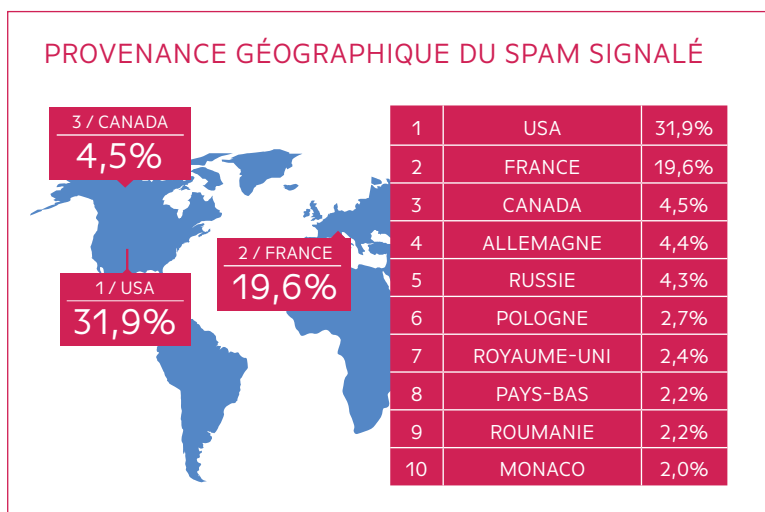 PROVENANCE GÉOGRAPHIQUE DU SPAM SIGNALÉ
3 / CANADA
4,5%
2 / FRANCE
19,6%
1 / USA
31,9%
1 USA 31,9%
2 FRANCE 19,6%
3 CANADA 4,5%
4 ALLEMAGNE 4,4%
5 RUSSIE 4,3%
6 POLOGNE 2,7%
7 ROYAUME-UNI 2,4%
8 PAYS-BAS 2,2%
9 ROUMANIE 2,2%
10 MONACO 2,0%